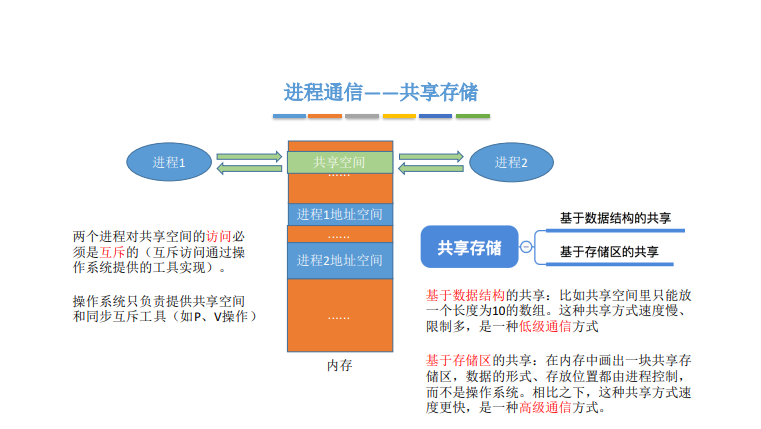 进程通信——共享存储
进程1
共享空间
进程2
......
进程1地址空间
......
进程2地址空间
......
内存
两个进程对共享空间的访问必
须是互斥的（互斥访问通过操
作系统提供的工具实现）。
操作系统只负责提供共享空间
和同步互斥工具（如P、V操作）
共享存储
基于数据结构的共享
基于存储区的共享
基于数据结构的共享：比如共享空间里只能放
一个长度为10的数组。这种共享方式速度慢、
限制多，是一种低级通信方式
基于存储区的共享：在内存中画出一块共享存
储区，数据的形式、存放位置都由进程控制，
而不是操作系统。相比之下，这种共享方式速
度更快，是一种高级通信方式。